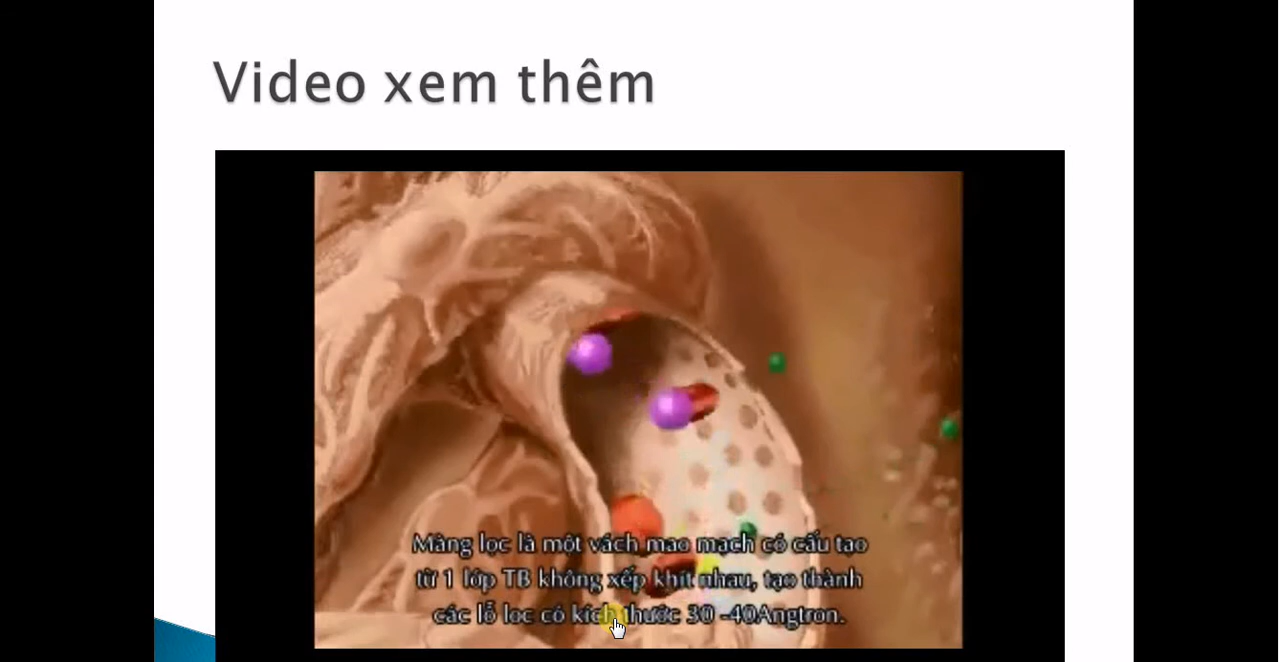 Video xem thêm
Màng lọc là một vách mao mạch có cấu tạo
từ 1 lớp TB không xếp khít nhau, tạo thành
các lỗ lọc có kích thước 30 -40Angtron.